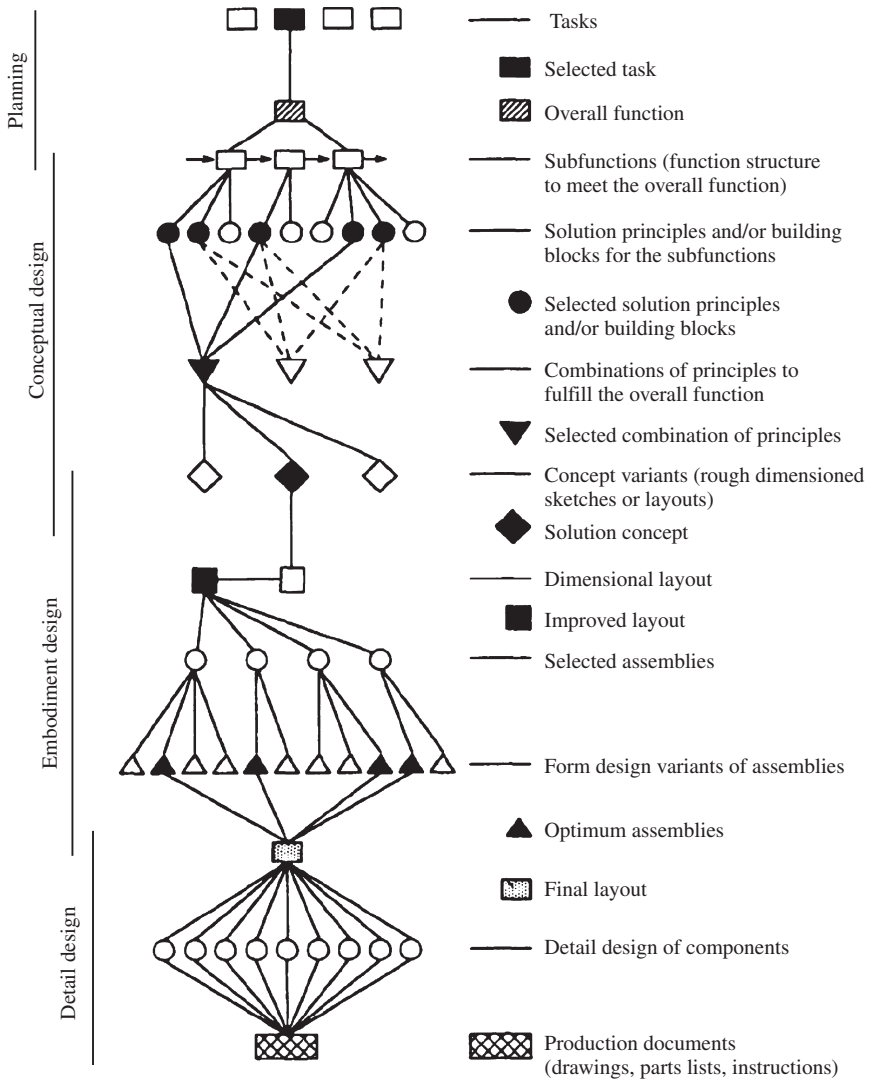 Planning
Conceptual design
Embodiment design
Detail design
Tasks
Selected task
Overall function
Subfunctions (function structure
to meet the overall function)
Solution principles and/or building
blocks for the subfunctions
Selected solution principles
and/or building blocks
Combinations of principles to
fulfill the overall function
Selected combination of principles
Concept variants (rough dimensioned
sketches or layouts)
Solution concept
Dimensional layout
Improved layout
Selected assemblies
Form design variants of assemblies
Optimum assemblies
Final layout
Detail design of components
Production documents
(drawings, parts lists, instructions)